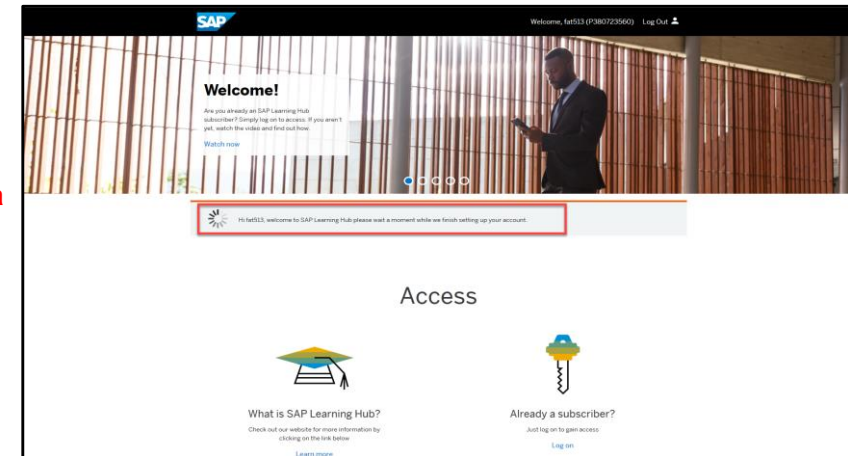 SAP
Welcome, fat513 (P380723560) Log Out
Welcome!
Are you already an SAP Learning Hub
subscriber? Simply log on to access. If you aren't
yet, watch the video and find out how.
Watch now
a
Hi fat513, welcome to SAP Learning Hub please wait a moment while we finish setting up your account.
Access
What is SAP Learning Hub?
Check out our website for more information by
clicking on the link below
Learn more
Already a subscriber?
Just log on to gain access
Log on